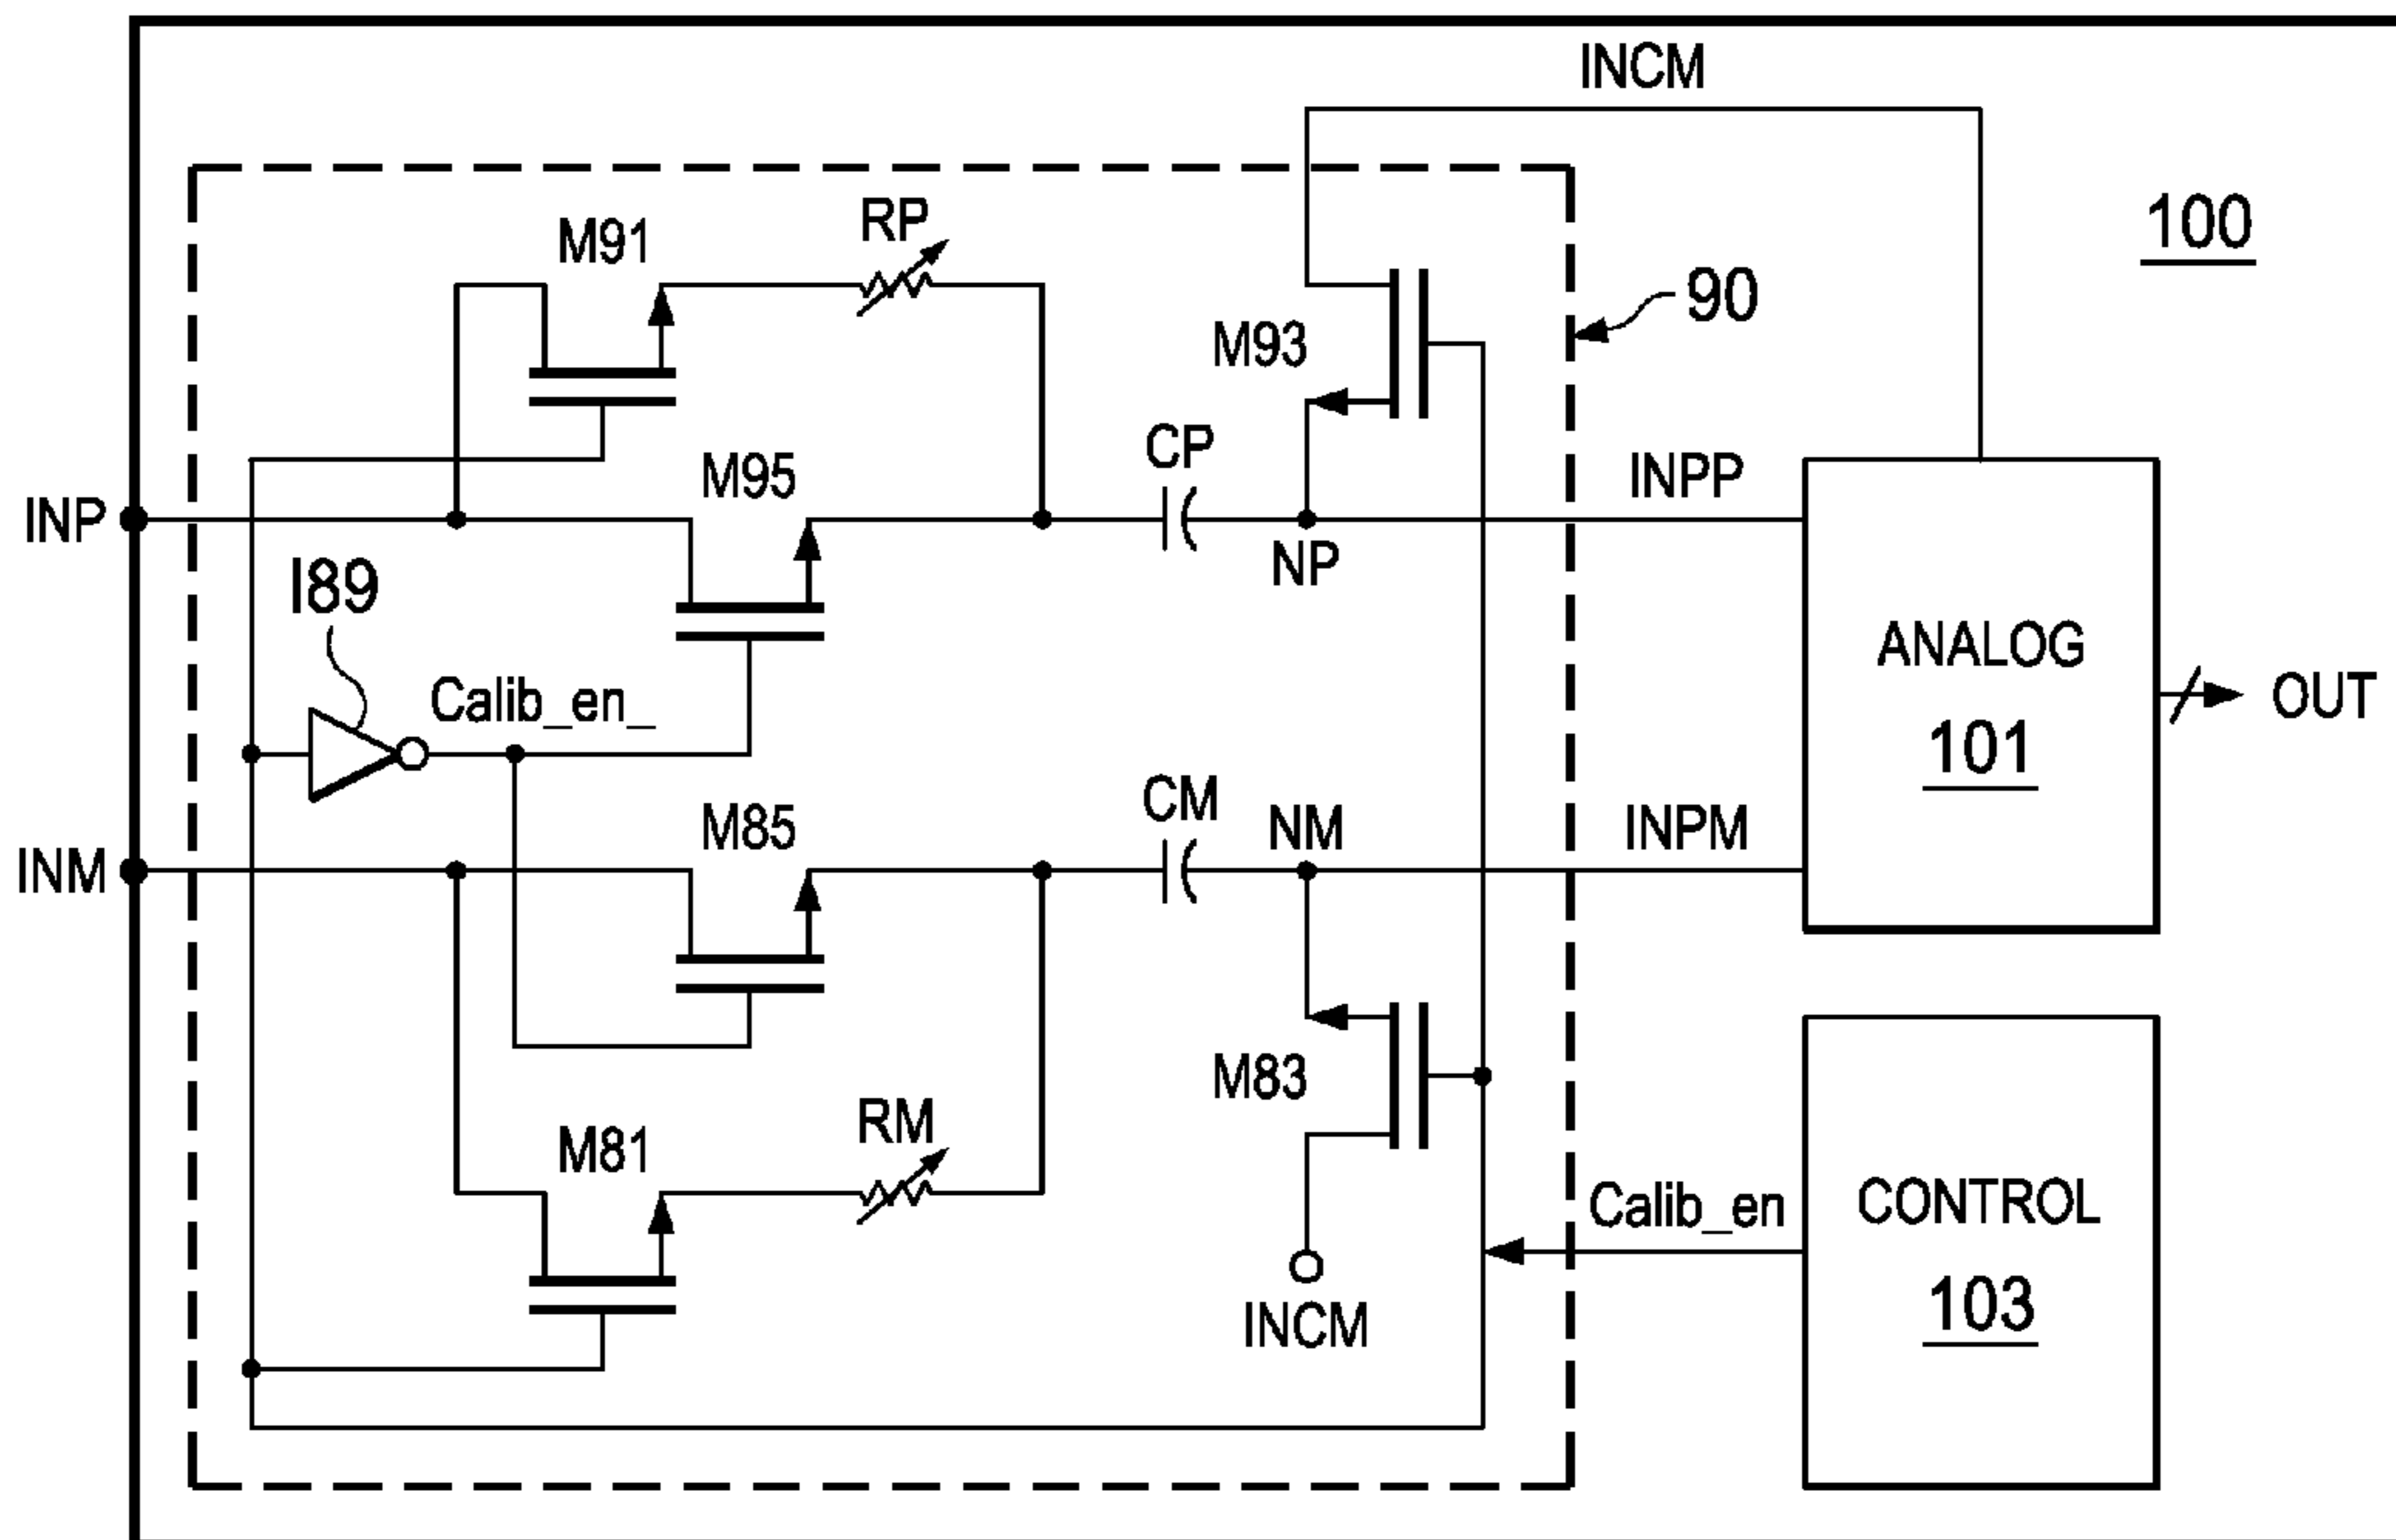 INCM
100
M91
RP
90
M93
CP
M95
INPP
INP
NP
I89
ANALOG
101
Calib_en_
OUT
CM
M85
NM
INPM
INM
M83
RM
M81
Calib_en
CONTROL
103
INCM